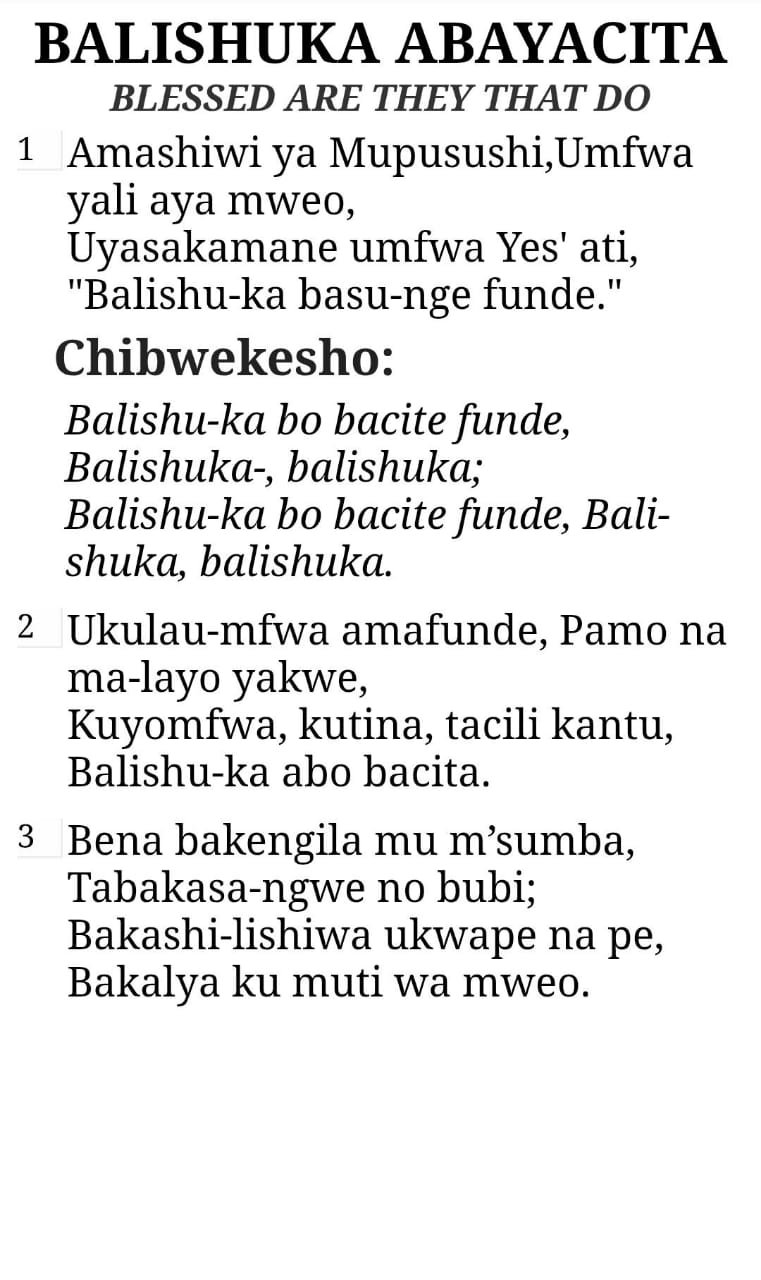 BALISHUKA ABAYACITA
BLESSED ARE THEY THAT DO
1 Amashiwi ya Mupusushi,Umfwa
yali aya mweo,
Uyasakamane umfwa Yes' ati,
"Balishu-ka basu-nge funde."
Chibwekesho:
Balishu-ka bo bacite funde,
Balishuka-, balishuka;
Balishu-ka bo bacite funde, Bali-
shuka, balishuka.
2 Ukulau-mfwa amafunde, Pamo na
ma-layo yakwe,
Kuyomfwa, kutina, tacili kantu,
Balishu-ka abo bacita.
3 Bena bakengila mu m’sumba,
Tabakasa-ngwe no bubi;
Bakashi-lishiwa ukwape na pe,
Bakalya ku muti wa mweo.